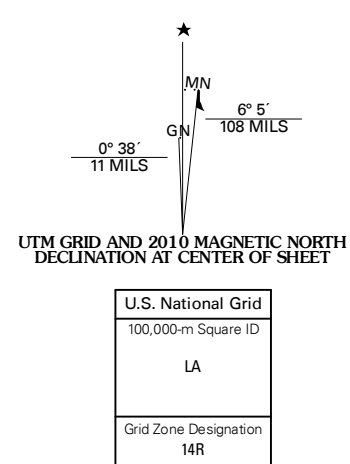 MN
GN
6° 5´
108 MILS
0° 38´
11 MILS
UTM GRID AND 2010 MAGNETIC NORTH
DECLINATION AT CENTER OF SHEET
U.S. National Grid
100,000-m Square ID
LA
Grid Zone Designation
14R